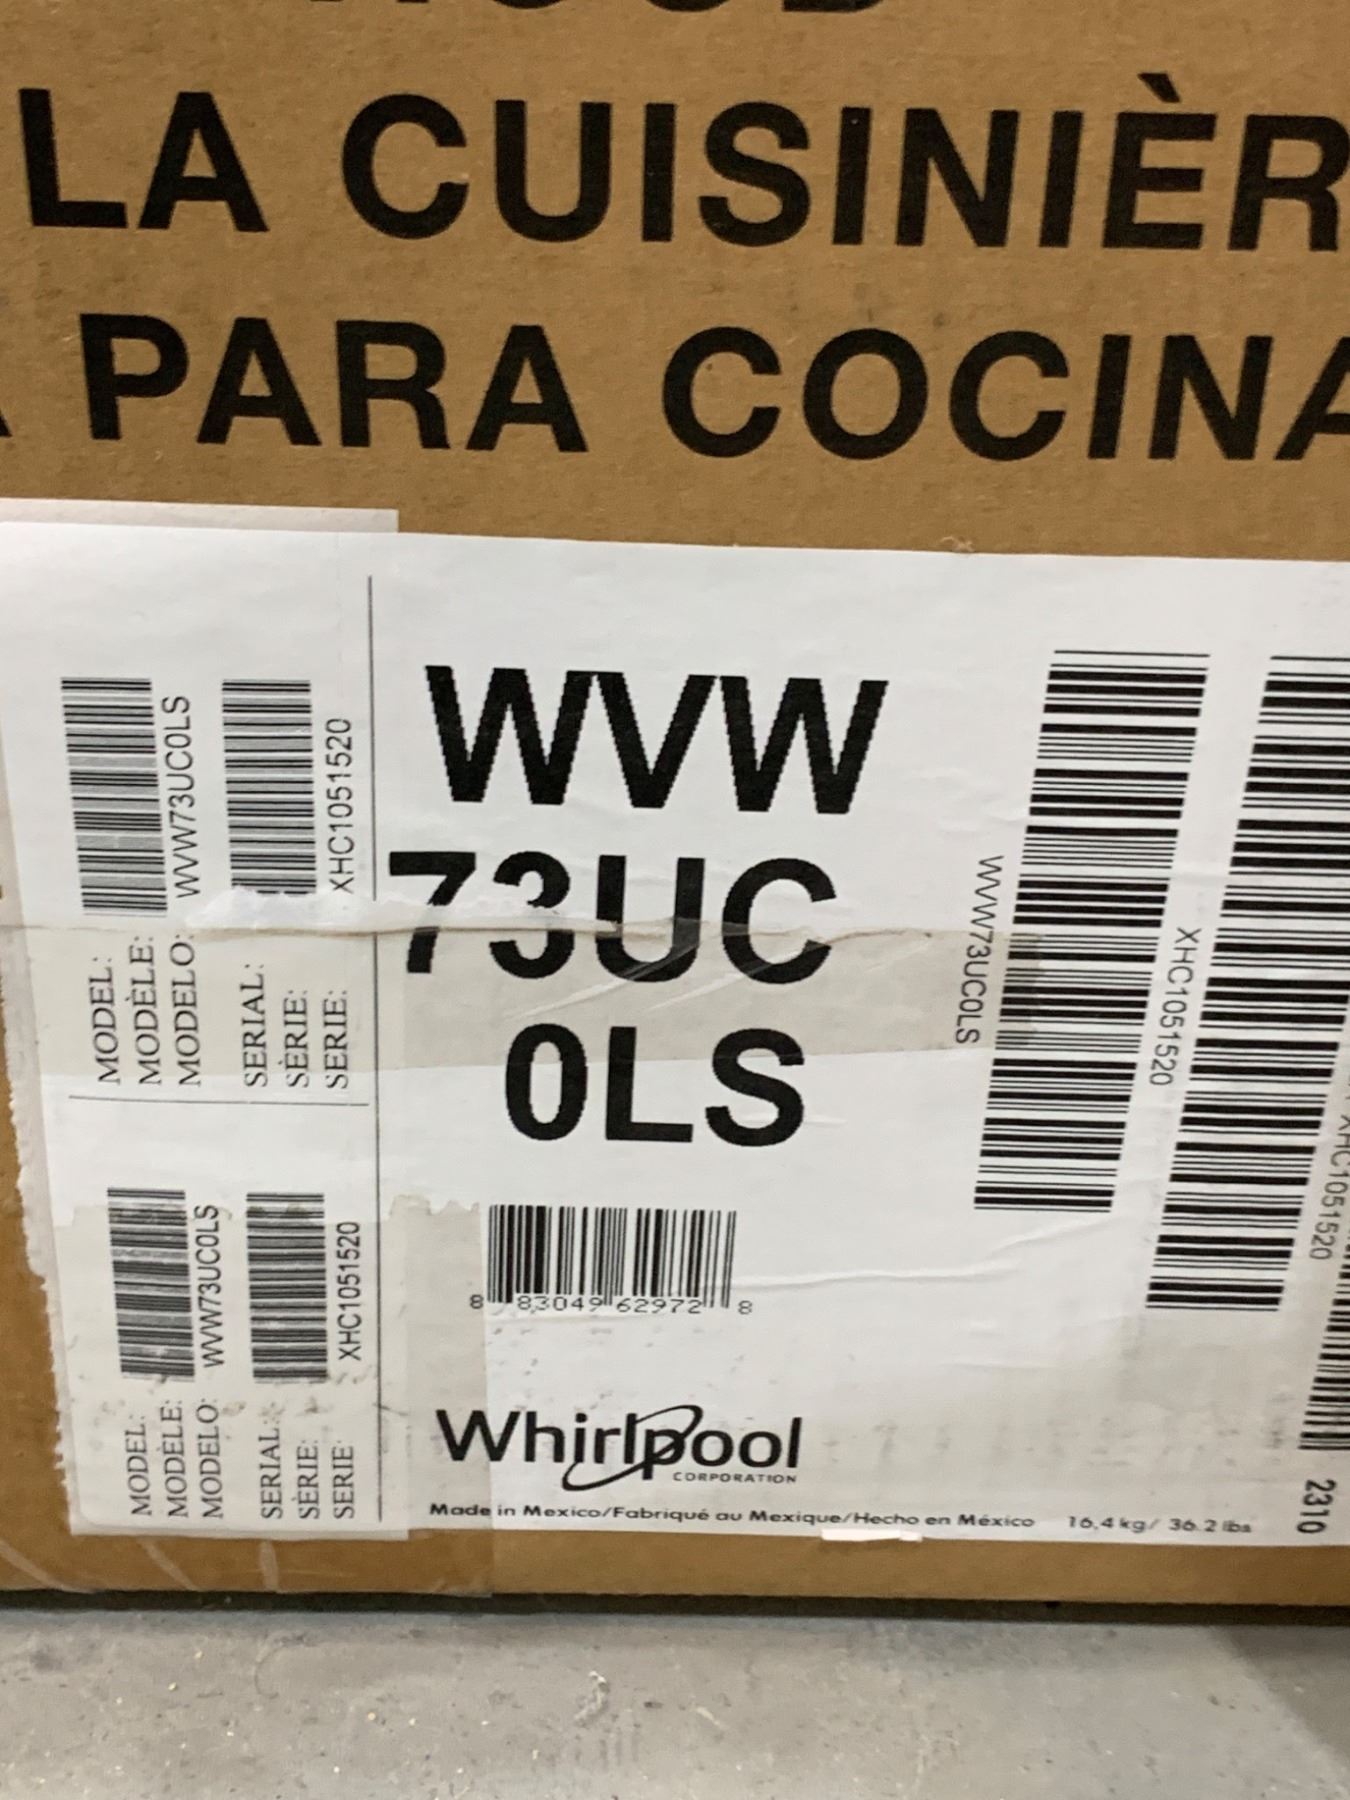 LA CUISINIÈR
PARA COCINA
WVW
73UC
0LS
8 83049 62972 8
Whirlpool
CORPORATION
Made in Mexico/Fabriqué au Mexique/Hecho en México 16,4 kg/ 36.2 lbs
MODEL:
MODÈLE:
MODELO: WVW73UC0LS
SERIAL:
SÈRIE:
SERIE: XHC1051520
MODEL:
MODÈLE:
MODELO: WVW73UC0LS
SERIAL:
SÈRIE:
SERIE: XHC1051520
WVW73UC0LS
XHC1051520
XHC1051520
2310